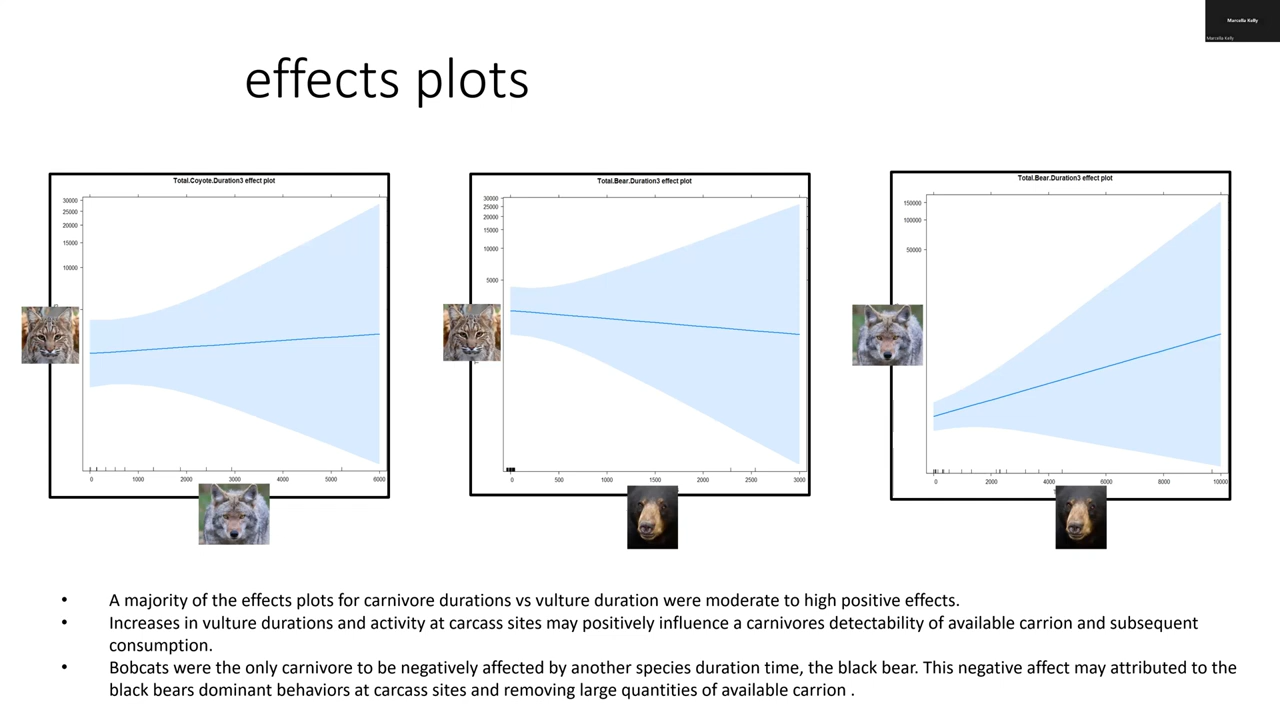 Marcella Kelly
Marcella Kelly
effects plots
Total.Coyote.Duration3 effect plot
30000
25000
20000
15000
10000
0 1000 2000 3000 4000 5000 6000
Total.Bear.Duration3 effect plot
30000
25000
20000
15000
10000
5000
0 500 1000 1500 2000 2500 3000
Total.Bear.Duration3 effect plot
150000
100000
50000
0 2000 4000 6000 8000 10000
• A majority of the effects plots for carnivore durations vs vulture duration were moderate to high positive effects.
• Increases in vulture durations and activity at carcass sites may positively influence a carnivores detectability of available carrion and subsequent
consumption.
• Bobcats were the only carnivore to be negatively affected by another species duration time, the black bear. This negative affect may attributed to the
black bears dominant behaviors at carcass sites and removing large quantities of available carrion .